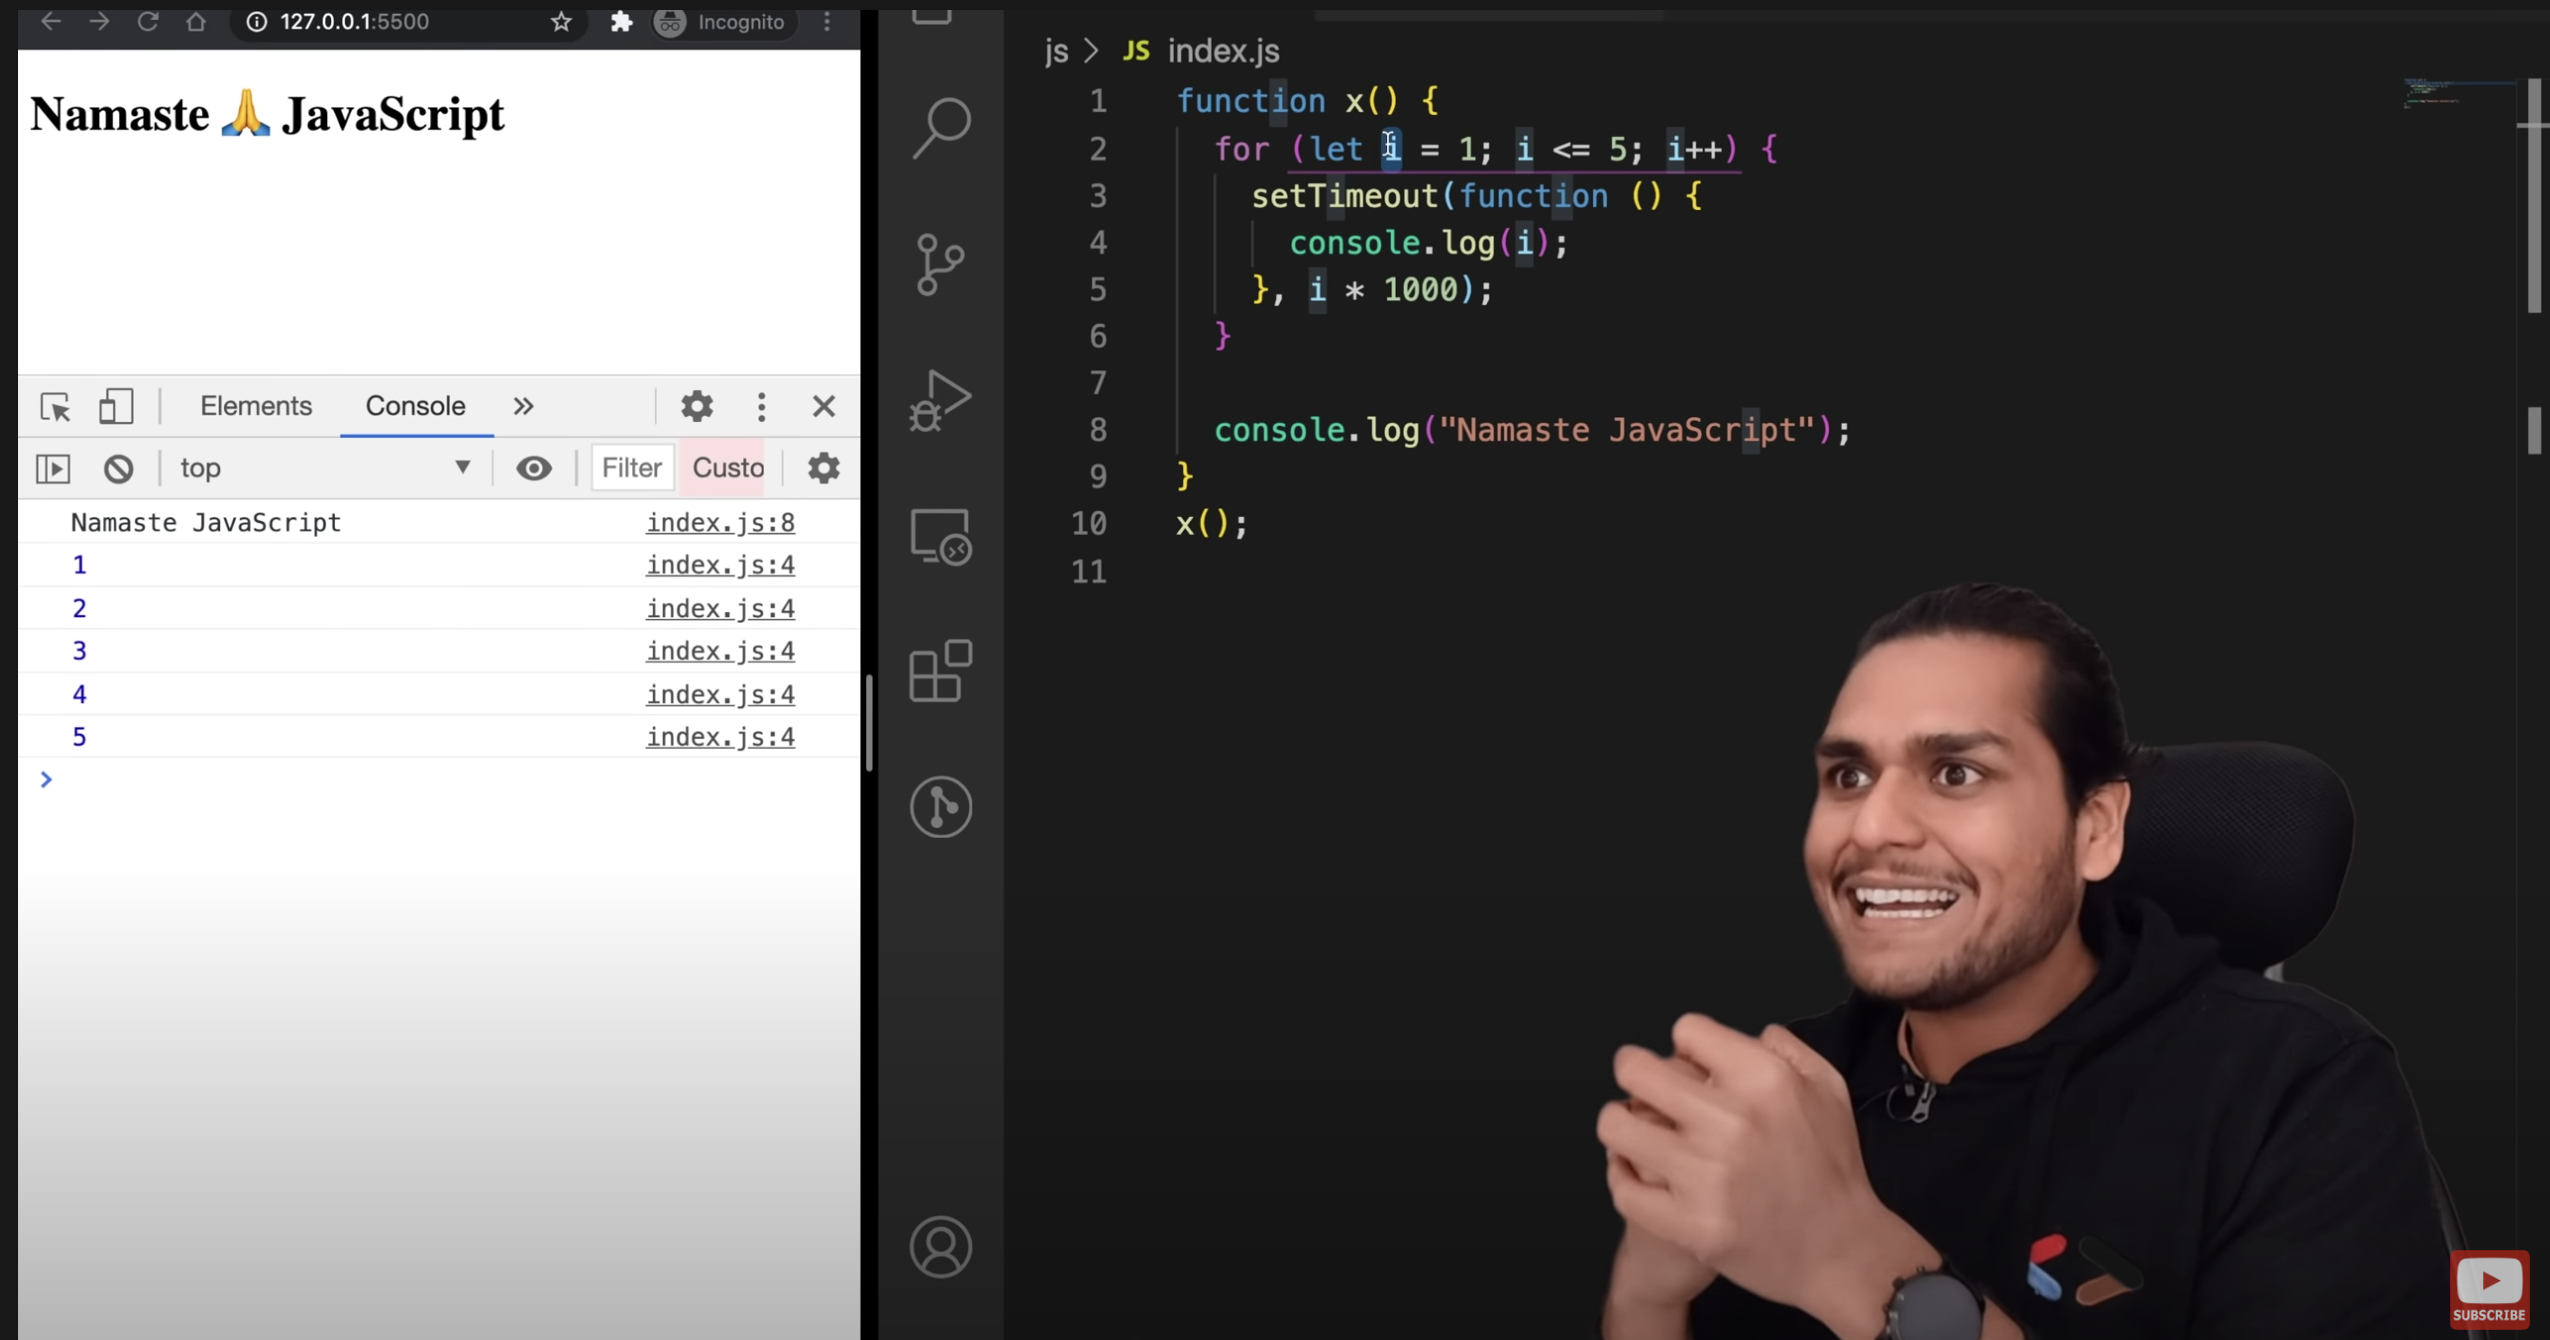 127.0.0.1:5500
Incognito
Namaste 🙏 JavaScript
Elements Console »
top Filter Custo
Namaste JavaScript index.js:8
1 index.js:4
2 index.js:4
3 index.js:4
4 index.js:4
5 index.js:4
>
js > JS index.js
1 function x() {
2 for (let i = 1; i <= 5; i++) {
3 setTimeout(function () {
4 console.log(i);
5 }, i * 1000);
6 }
7
8 console.log("Namaste JavaScript");
9 }
10 x();
11
SUBSCRIBE